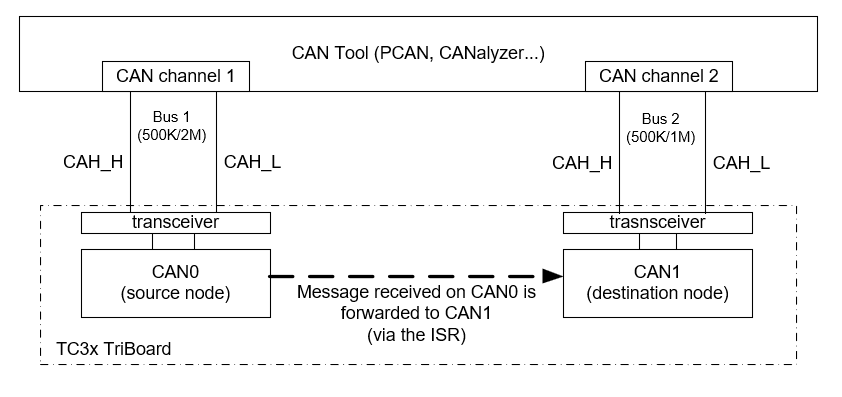 CAN Tool (PCAN, CANalyzer...)
CAN channel 1
CAN channel 2
Bus 1
(500K/2M)
Bus 2
(500K/1M)
CAH_H
CAH_L
CAH_H
CAH_L
transceiver
trasnsceiver
CAN0
(source node)
CAN1
(destination node)
Message received on CAN0 is
forwarded to CAN1
(via the ISR)
TC3x TriBoard